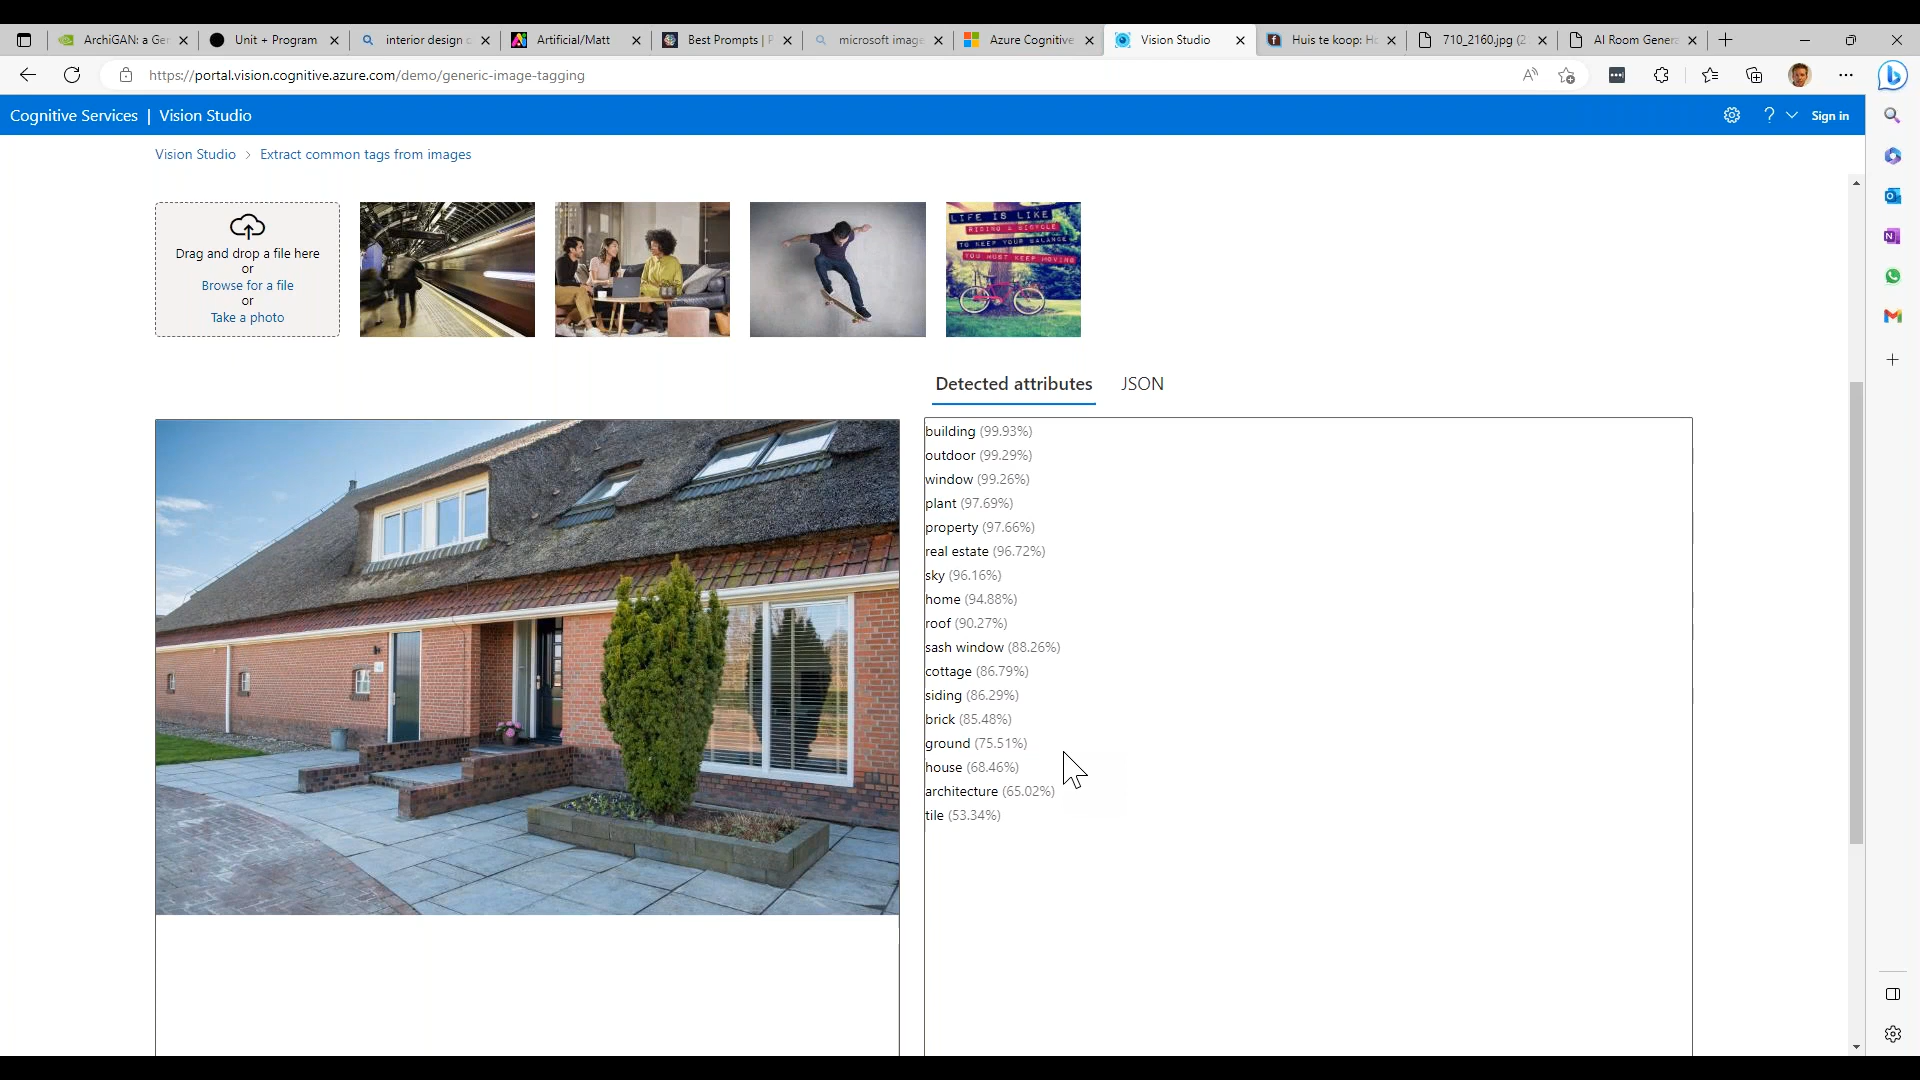 ArchiGAN: a Ge
Unit + Program
interior design c
Artificial/Matt
Best Prompts | P
microsoft image
Azure Cognitive
Vision Studio
Huis te koop: Ho
710_2160.jpg (2
AI Room Genera
https://portal.vision.cognitive.azure.com/demo/generic-image-tagging
Cognitive Services | Vision Studio
? Sign in
Vision Studio > Extract common tags from images
Drag and drop a file here
or
Browse for a file
or
Take a photo
LIFE IS LIKE
RIDING A BICYCLE
TO KEEP YOUR BALANCE
YOU MUST KEEP MOVING
Detected attributes JSON
building (99.93%)
outdoor (99.29%)
window (99.26%)
plant (97.69%)
property (97.66%)
real estate (96.72%)
sky (96.16%)
home (94.88%)
roof (90.27%)
sash window (88.26%)
cottage (86.79%)
siding (86.29%)
brick (85.48%)
ground (75.51%)
house (68.46%)
architecture (65.02%)
tile (53.34%)